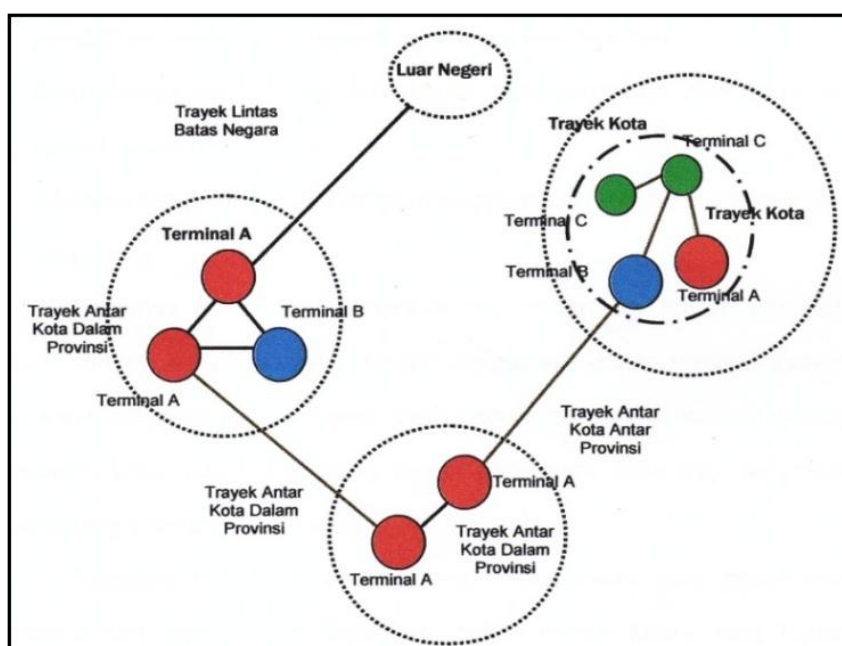 Luar Negeri
Trayek Lintas
Batas Negara
Trayek Kota
Terminal C
Terminal C
Trayek Kota
Terminal B
Terminal A
Terminal A
Trayek Antar
Kota Dalam
Provinsi
Terminal B
Terminal A
Trayek Antar
Kota Antar
Provinsi
Trayek Antar
Kota Dalam
Provinsi
Terminal A
Trayek Antar
Kota Dalam
Provinsi
Terminal A